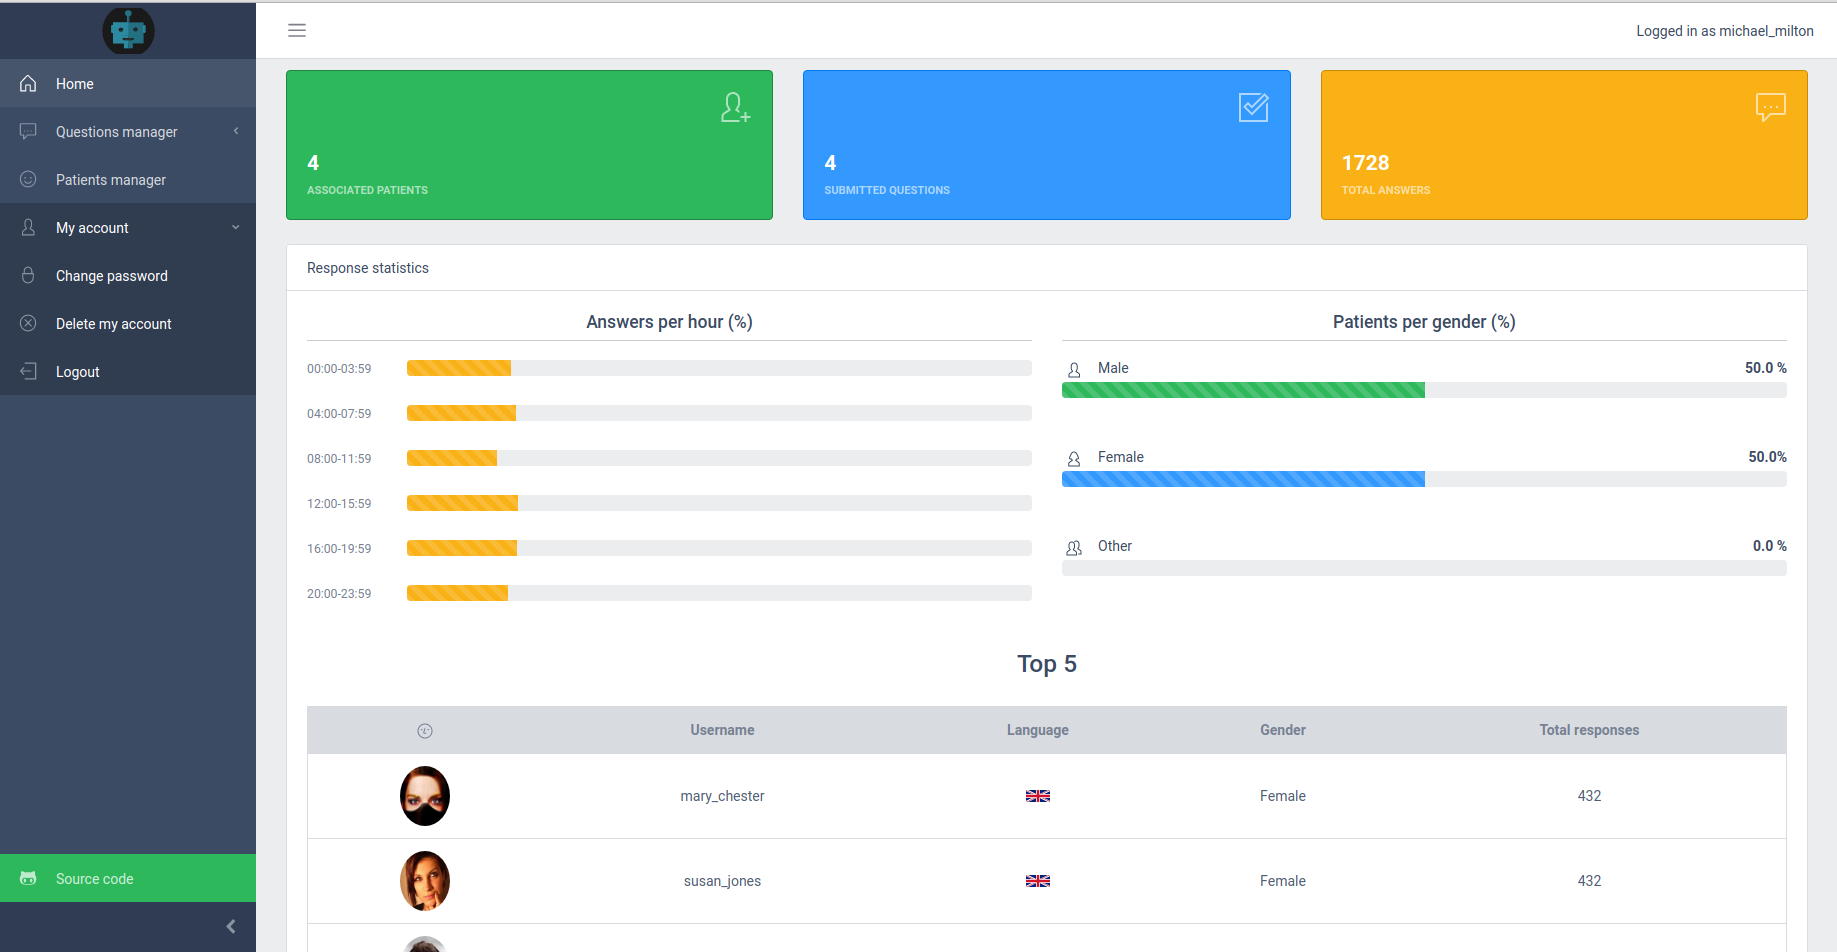 Logged in as michael_milton
Home
Questions manager
Patients manager
My account
Change password
Delete my account
Logout
Source code
4
ASSOCIATED PATIENTS
4
SUBMITTED QUESTIONS
1728
TOTAL ANSWERS
Response statistics
Answers per hour (%)
00:00-03:59
04:00-07:59
08:00-11:59
12:00-15:59
16:00-19:59
20:00-23:59
Patients per gender (%)
Male 50.0 %
Female 50.0%
Other 0.0 %
Top 5
Username Language Gender Total responses
mary_chester Female 432
susan_jones Female 432